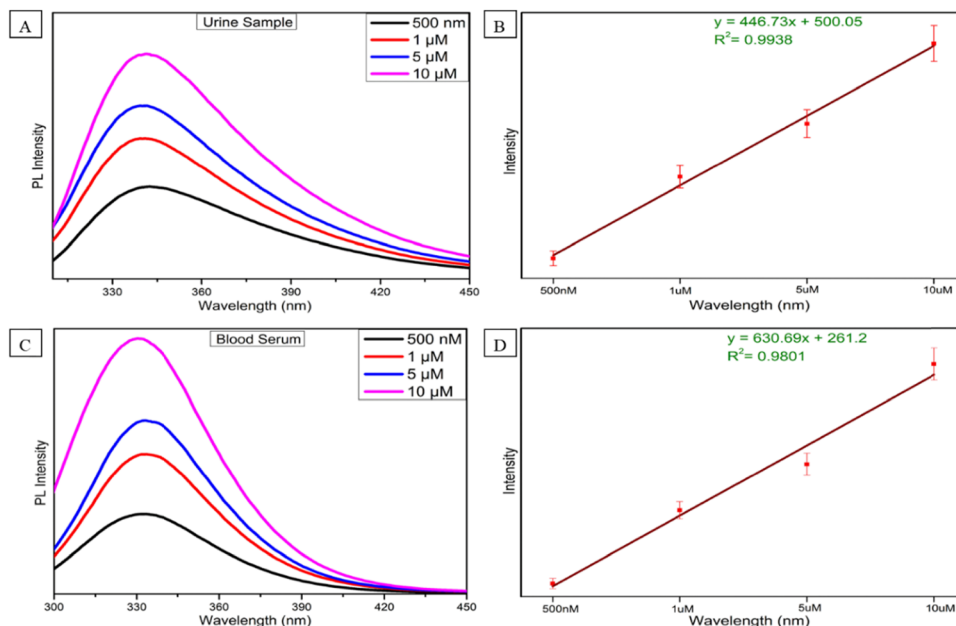 A
Urine Sample
500 nm
1 µM
5 µM
10 µM
PL Intensity
330 360 390 420 450
Wavelength (nm)
B
y = 446.73x + 500.05
R²= 0.9938
Intensity
500nM 1uM 5uM 10uM
Wavelength (nm)
C
Blood Serum
500 nM
1 µM
5 µM
10 µM
PL Intensity
300 330 360 390 420 450
Wavelength (nm)
D
y = 630.69x + 261.2
R²= 0.9801
Intensity
500nM 1uM 5uM 10uM
Wavelength (nm)